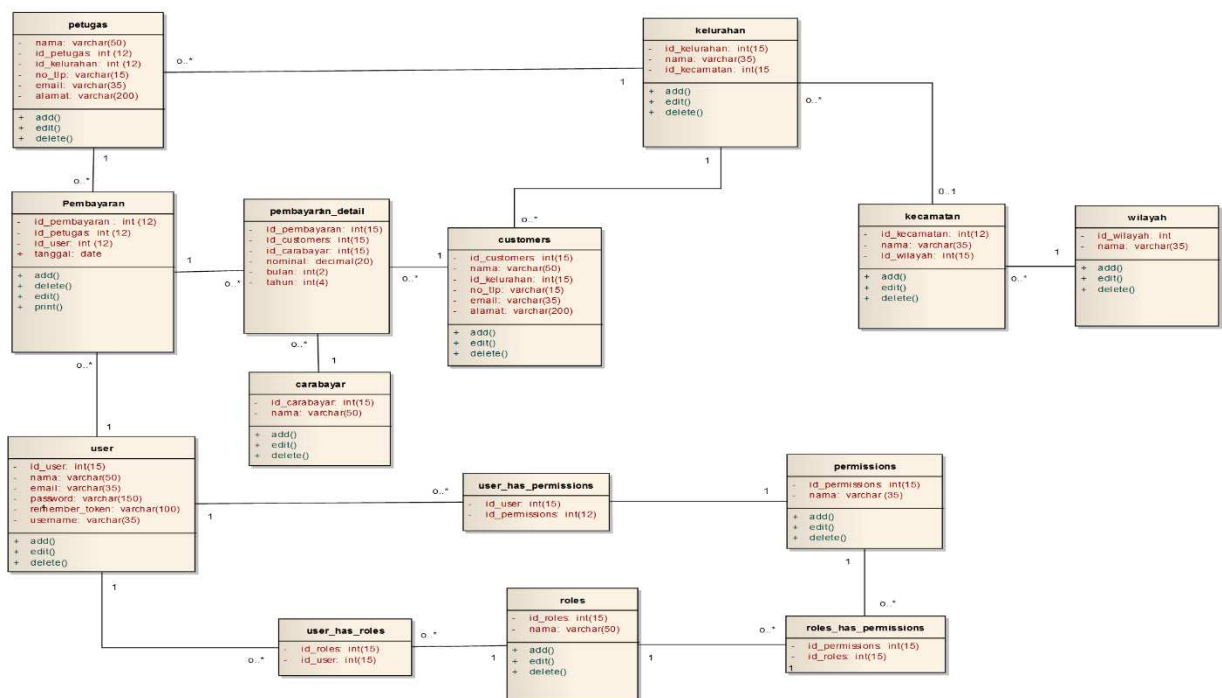 petugas
- nama: varchar(50)
- id_petugas: int (12)
- id_kelurahan: int (12)
- no_tlp: varchar(15)
- email: varchar(35)
- alamat: varchar(200)
+ add()
+ edit()
+ delete()
o..*
1
kelurahan
- id_kelurahan: int(15)
- nama: varchar(35)
- id_kecamatan: int(15
+ add()
+ edit()
+ delete()
o..*
1
1
o..*
Pembayaran
- id_pembayaran : int (12)
- id_petugas: int (12)
- id_user: int (12)
+ tanggal: date
+ add()
+ delete()
+ edit()
+ print()
1
o..*
pembayaran_detail
- id_pembayaran: int(15)
- id_customers: int(15)
- id_carabayar: int(15)
- nominal: decimal(20)
- bulan: int(2)
- tahun: int(4)
1
o..*
o..*
customers
- id_customers: int(15)
- nama: varchar(50)
- id_kelurahan: int(15)
- no_tlp: varchar(15)
- email: varchar(35)
- alamat: varchar(200)
+ add()
+ edit()
+ delete()
0..1
kecamatan
- id_kecamatan: int(12)
- nama: varchar(35)
- id_wilayah: int(15)
+ add()
+ edit()
+ delete()
1
o..*
wilayah
- id_wilayah: int
- nama: varchar(35)
+ add()
+ edit()
+ delete()
o..*
1
carabayar
- id_carabayar: int(15)
- nama: varchar(50)
+ add()
+ edit()
+ delete()
o..*
1
user
- id_user: int(15)
- nama: varchar(50)
- email: varchar(35)
- password: varchar(150)
- remember_token: varchar(100)
- username: varchar(35)
+ add()
+ edit()
+ delete()
1
1
o..*
user_has_permissions
- id_user: int(15)
- id_permissions: int(12)
1
permissions
- id_permissions: int(15)
- nama: varchar (35)
+ add()
+ edit()
+ delete()
1
1
o..*
o..*
user_has_roles
- id_roles: int(15)
- id_user: int(15)
o..*
1
roles
- id_roles: int(15)
- nama: varchar(50)
+ add()
+ edit()
+ delete()
1
o..*
roles_has_permissions
- id_permissions: int(15)
- id_roles: int(15)
1